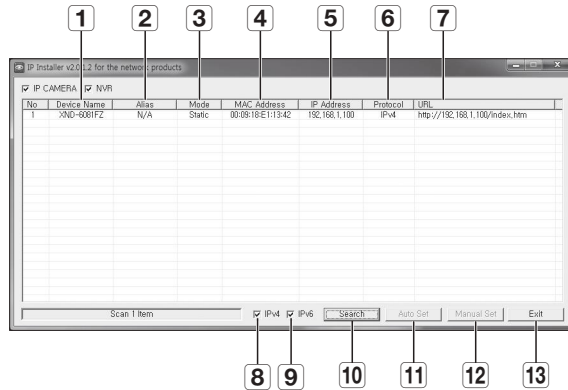 1 2 3 4 5 6 7
IP Installer v2.0.1.2 for the network products
IP CAMERA NVR
No Device Name Alias Mode MAC Address IP Address Protocol URL
1 XND-6081FZ N/A Static 00:09:18:E1:13:42 192,168,1,100 IPv4 http://192,168,1,100/index,htm
Scan 1 Item IPv4 IPv6 Search Auto Set Manual Set Exit
8 9 10 11 12 13